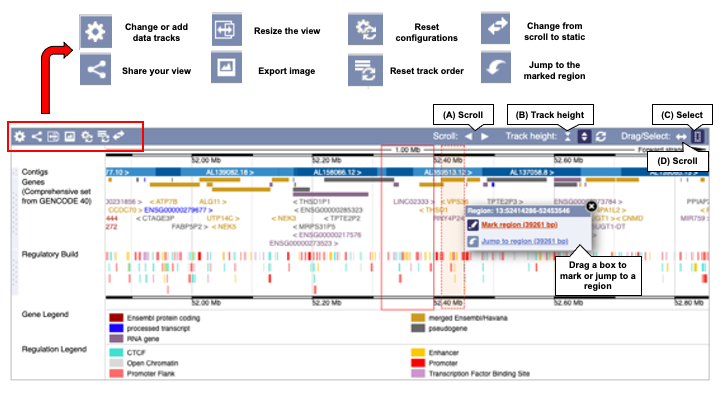 Change or add
data tracks
Resize the view
Reset
configurations
Change from
scroll to static
Share your view
Export image
Reset track order
Jump to the
marked region
(A) Scroll
(B) Track height
(C) Select
Scroll:
Track height:
Drag/Select:
(D) Scroll
1.00 Mb
Forward stran
52.00 Mb
52.20 Mb
52.40 Mb
52.60 Mb
Contigs
77.10 >
AL139082.18 >
AL158066.12 >
AL359513.12 >
AL137058.8 >
Genes
(Comprehensive set
from GENCODE 40)
00231856 >
< ATP7B
ALG11 >
< THSD1P1
LINC02333 >
< VPS36
TPTE2P3 >
CCDC70 >
ENSG00000279677 >
< ENSG00000285323
< THSD1
444
< CTAGE3P
UTP14C >
< NEK3
< TPTE2P2
RNY4P24
< CNMD
MIR759 >
272
FABP5P2 >
< NEK5
< MRPS31P5
UGT1-DT
< ENSG00000217576
ENSG00000273523 >
Region: 13:52414286-52453546
Mark region (39261 bp)
Jump to region (39261 bp)
Regulatory Build
Drag a box to
mark or jump to a
region
52.00 Mb
52.20 Mb
52.40 Mb
52.60 Mb
52.80 Mb
Gene Legend
Ensembl protein coding
merged Ensembl/Havana
processed transcript
pseudogene
RNA gene
Regulation Legend
CTCF
Enhancer
Open Chromatin
Promoter
Promoter Flank
Transcription Factor Binding Site